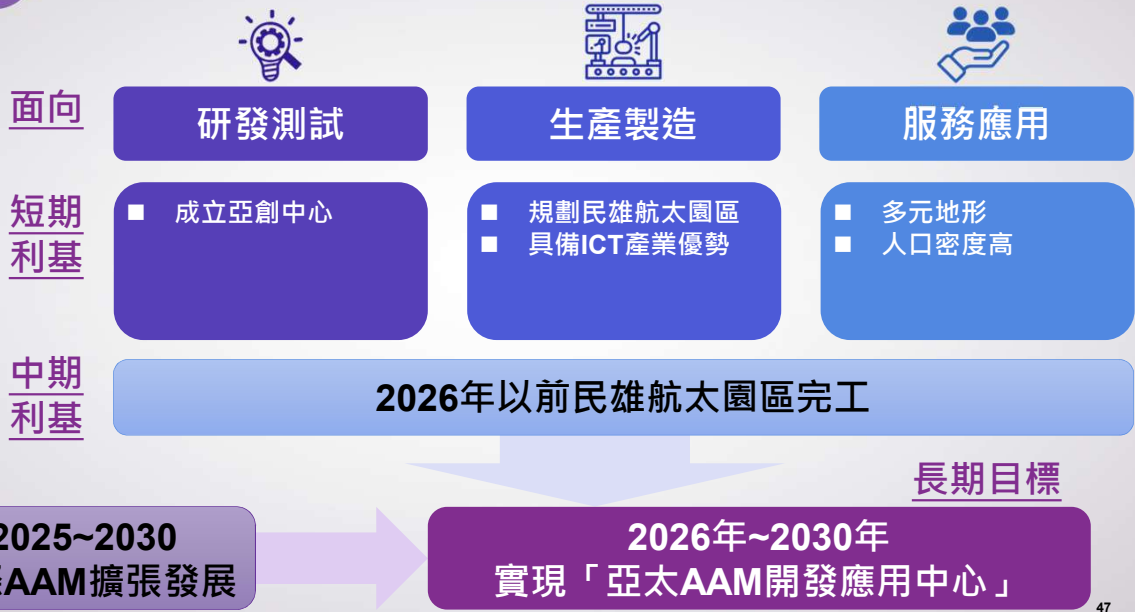 面向
研發測試
生產製造
服務應用
短期
利基
■ 成立亞創中心
■ 規劃民雄航太園區
■ 具備ICT產業優勢
■ 多元地形
■ 人口密度高
中期
利基
2026年以前民雄航太園區完工
長期目標
2025~2030
AAM擴張發展
2026年~2030年
實現「亞太AAM開發應用中心」
47